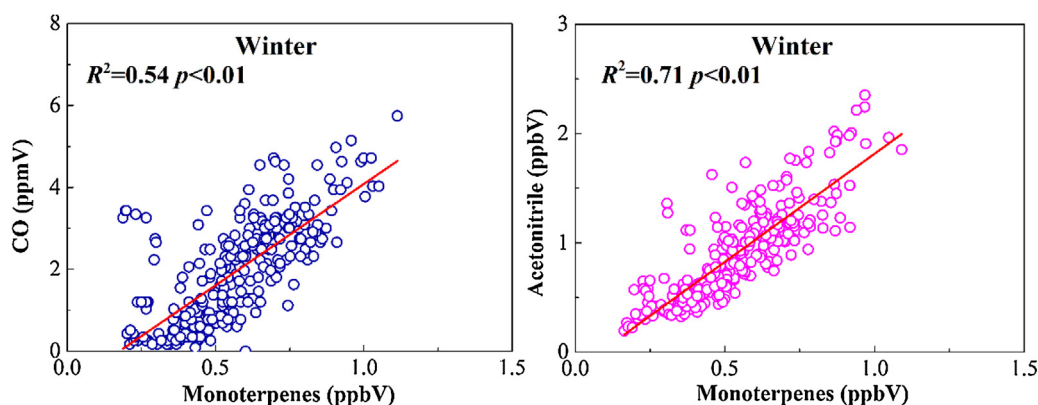 Winter
R²=0.54 p<0.01
CO (ppmV)
8
6
4
2
0
0.0 0.5 1.0 1.5
Monoterpenes (ppbV)
Winter
R²=0.71 p<0.01
Acetonitrile (ppbV)
3
2
1
0
0.0 0.5 1.0 1.5
Monoterpenes (ppbV)